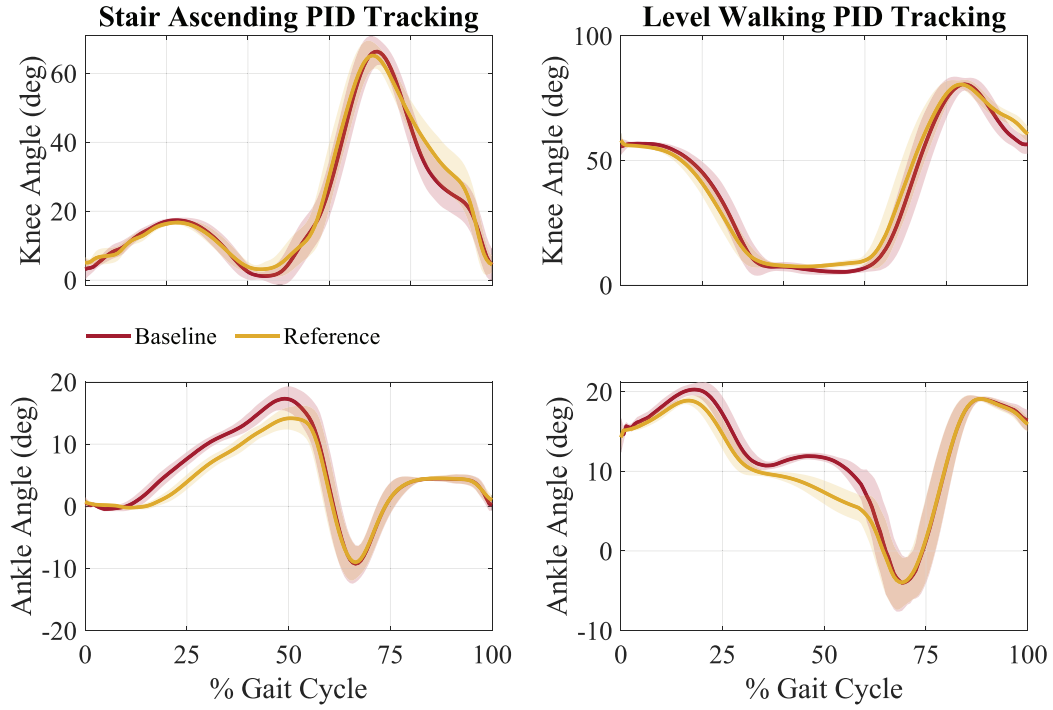 Stair Ascending PID Tracking
Knee Angle (deg)
60
40
20
0
Level Walking PID Tracking
Knee Angle (deg)
100
50
0
Baseline
Reference
Ankle Angle (deg)
20
10
0
-10
-20
0
25
50
75
100
% Gait Cycle
Ankle Angle (deg)
20
10
0
-10
0
25
50
75
100
% Gait Cycle